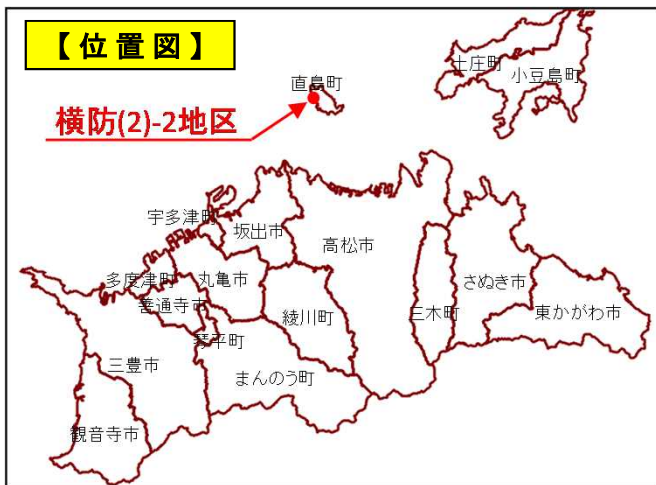 【位置図】
土庄町
小豆島町
直島町
横防(2)-2地区
宇多津町
坂出市
高松市
多度津町
丸亀市
さぬき市
善通寺市
綾川町
三木町
東かがわ市
琴平町
三豊市
まんのう町
観音寺市